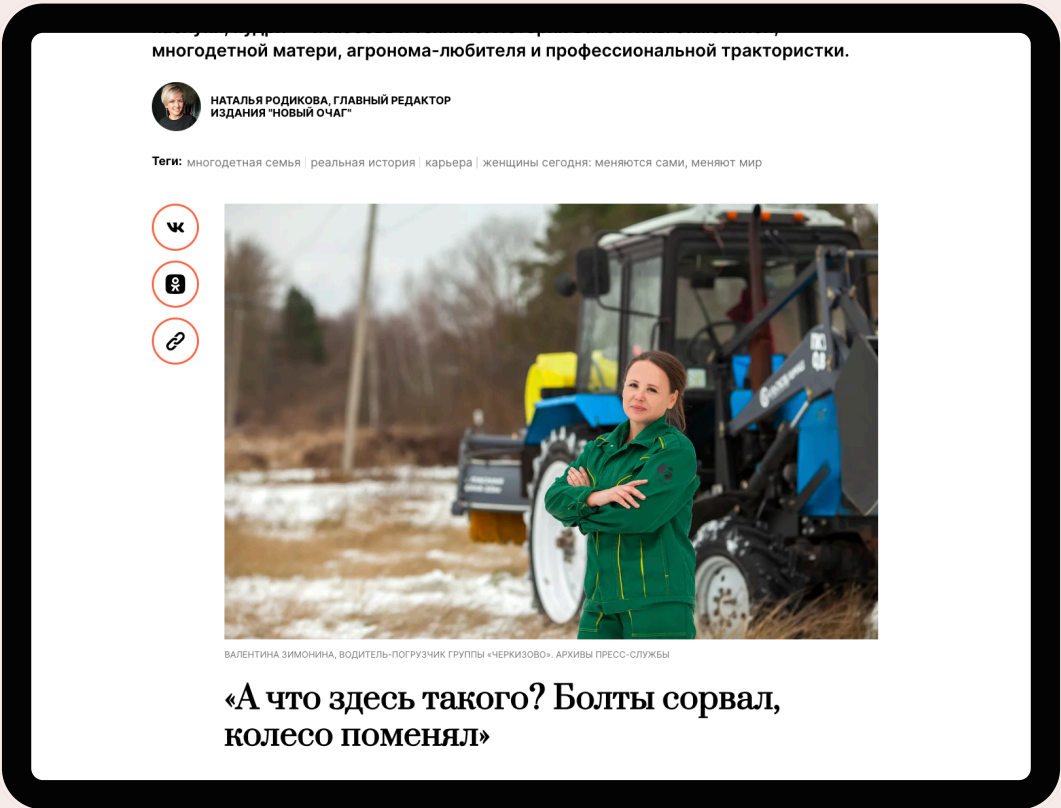 многодетной матери, агронома-любителя и профессиональной трактористки.
НАТАЛЬЯ РОДИКОВА, ГЛАВНЫЙ РЕДАКТОР
ИЗДАНИЯ "НОВЫЙ ОЧАГ"
Теги: многодетная семья | реальная история | карьера | женщины сегодня: меняются сами, меняют мир
ВАЛЕНТИНА ЗИМОНИНА, ВОДИТЕЛЬ-ПОГРУЗЧИК ГРУППЫ «ЧЕРКИЗОВО». АРХИВЫ ПРЕСС-СЛУЖБЫ
«А что здесь такого? Болты сорвал,
колесо поменял»